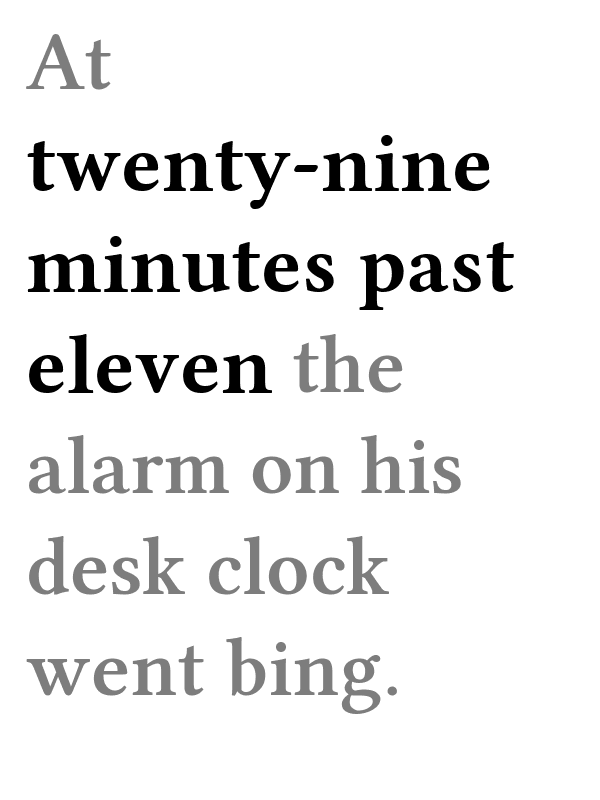 At
twenty-nine
minutes past
eleven the
alarm on his
desk clock
went bing.